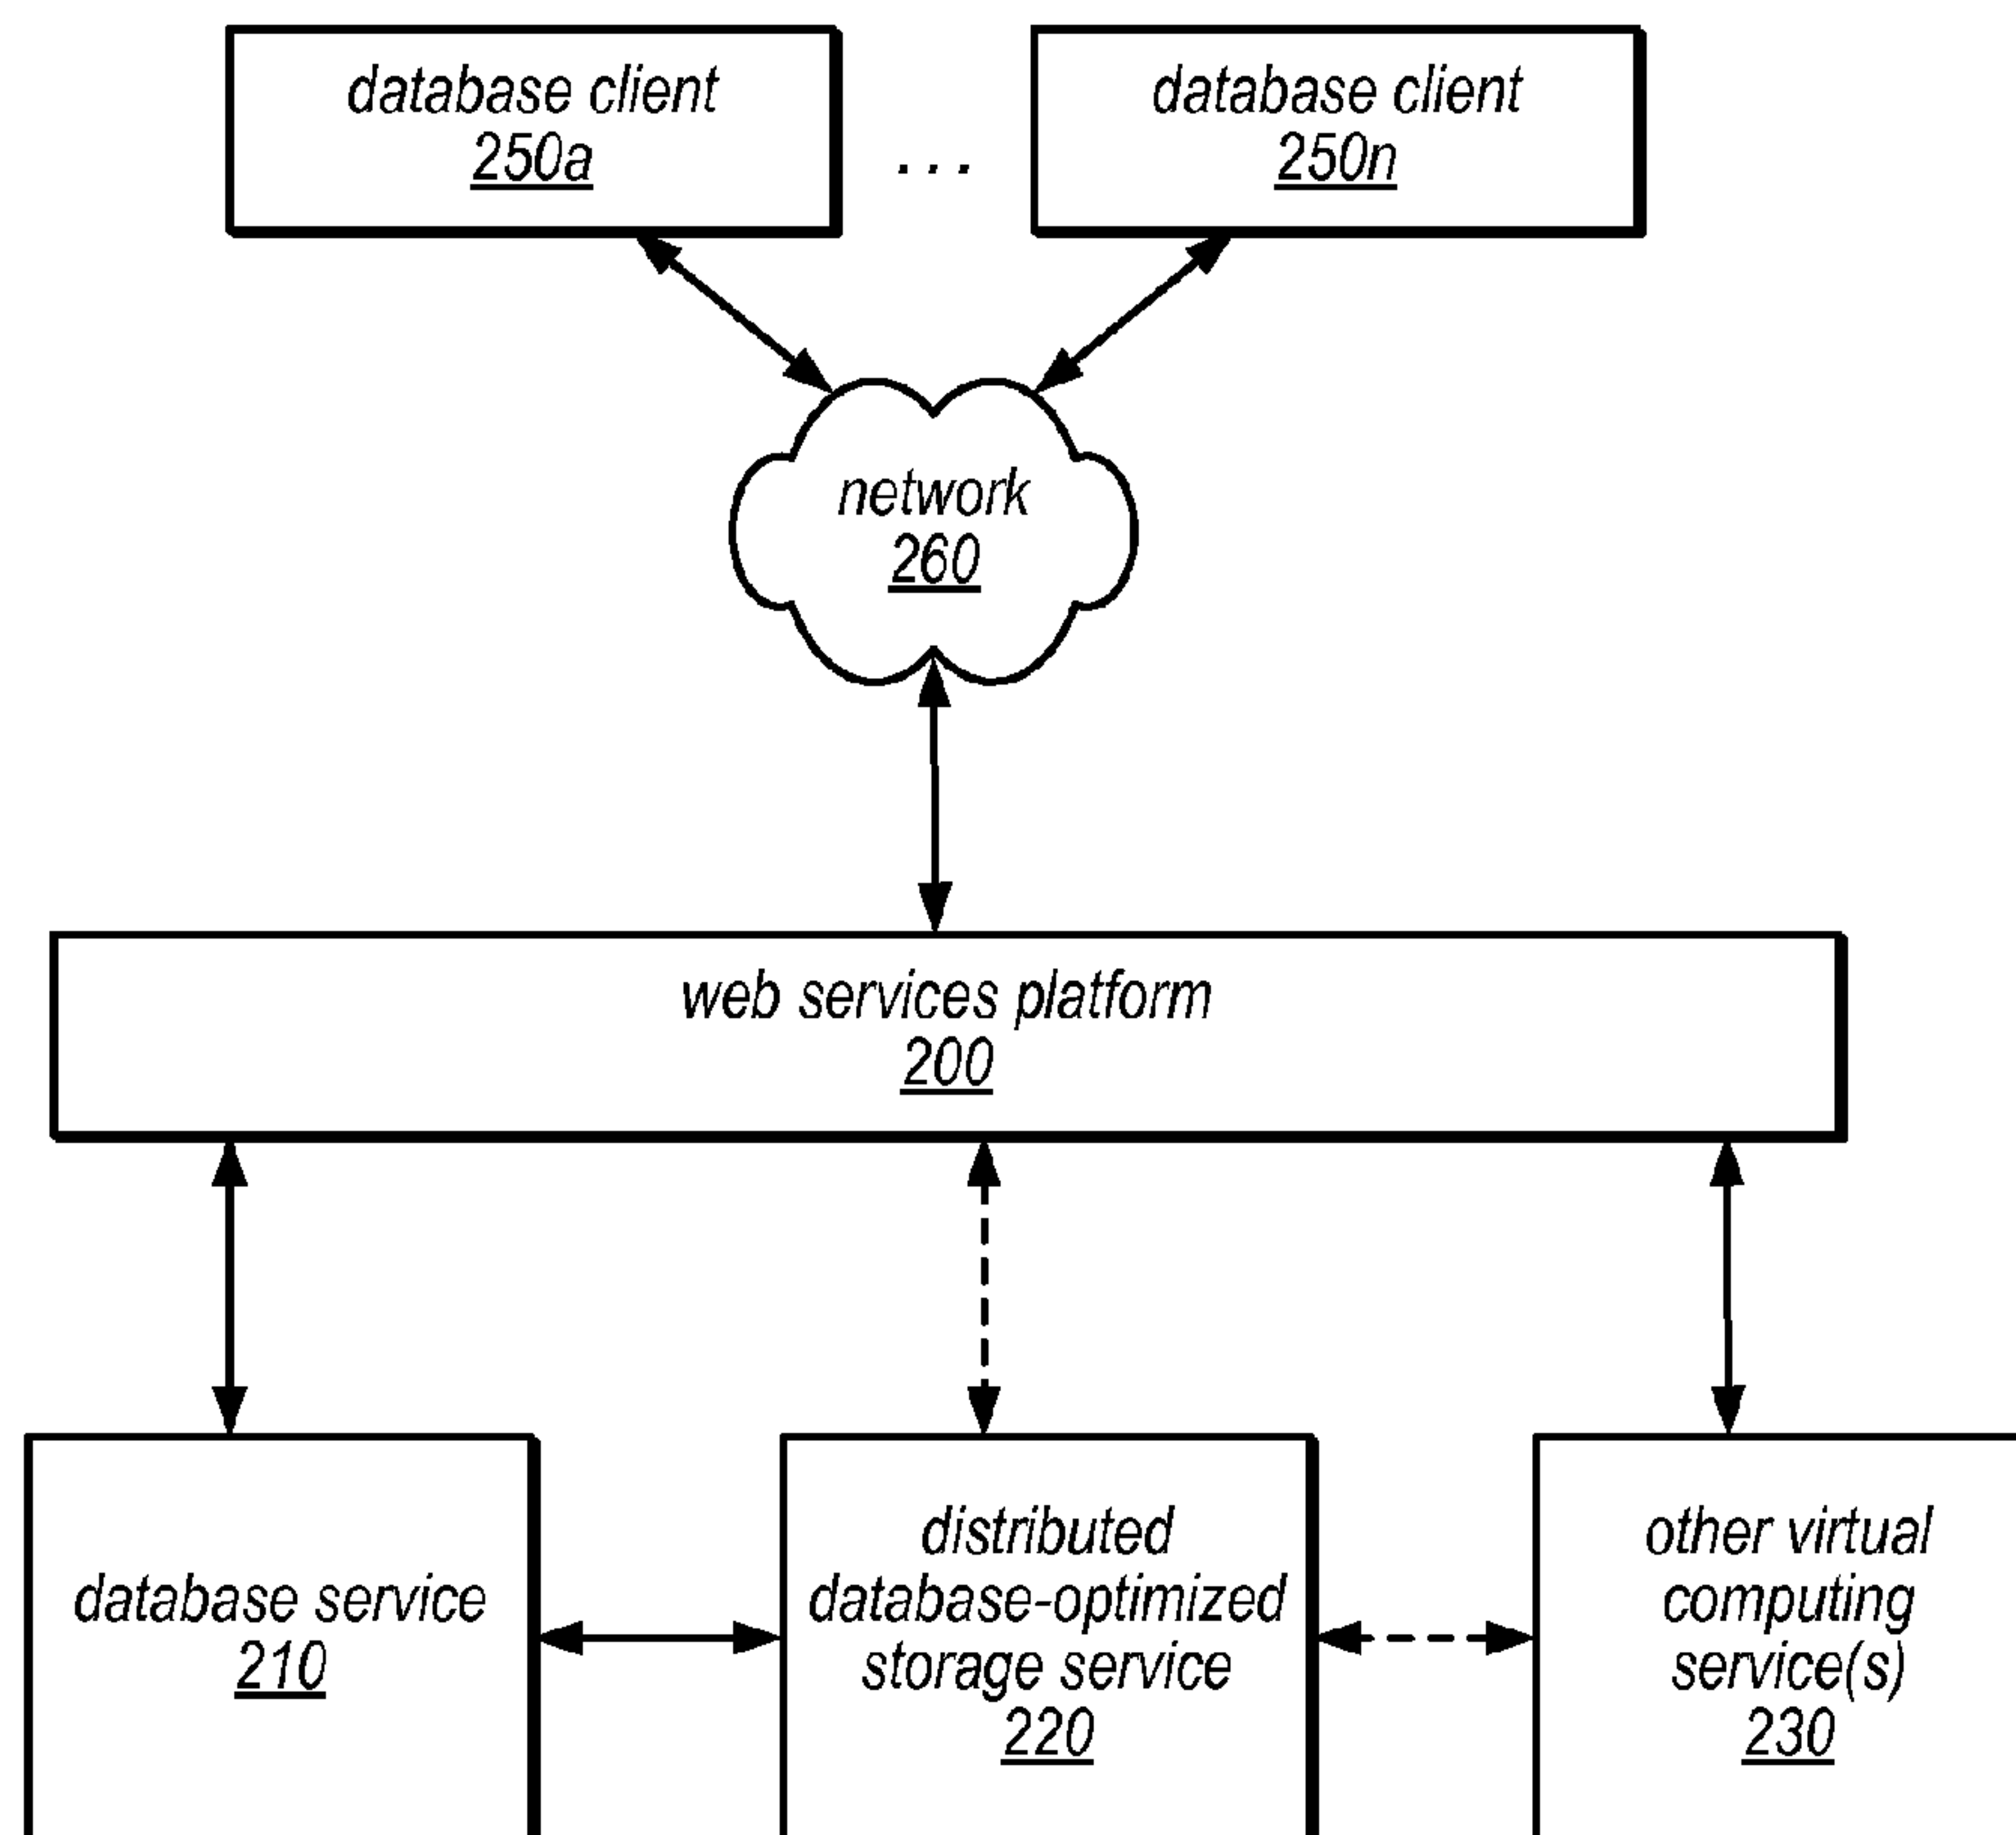 database client
250a
. . .
database client
250n
network
260
web services platform
200
database service
210
distributed
database-optimized
storage service
220
other virtual
computing
service(s)
230